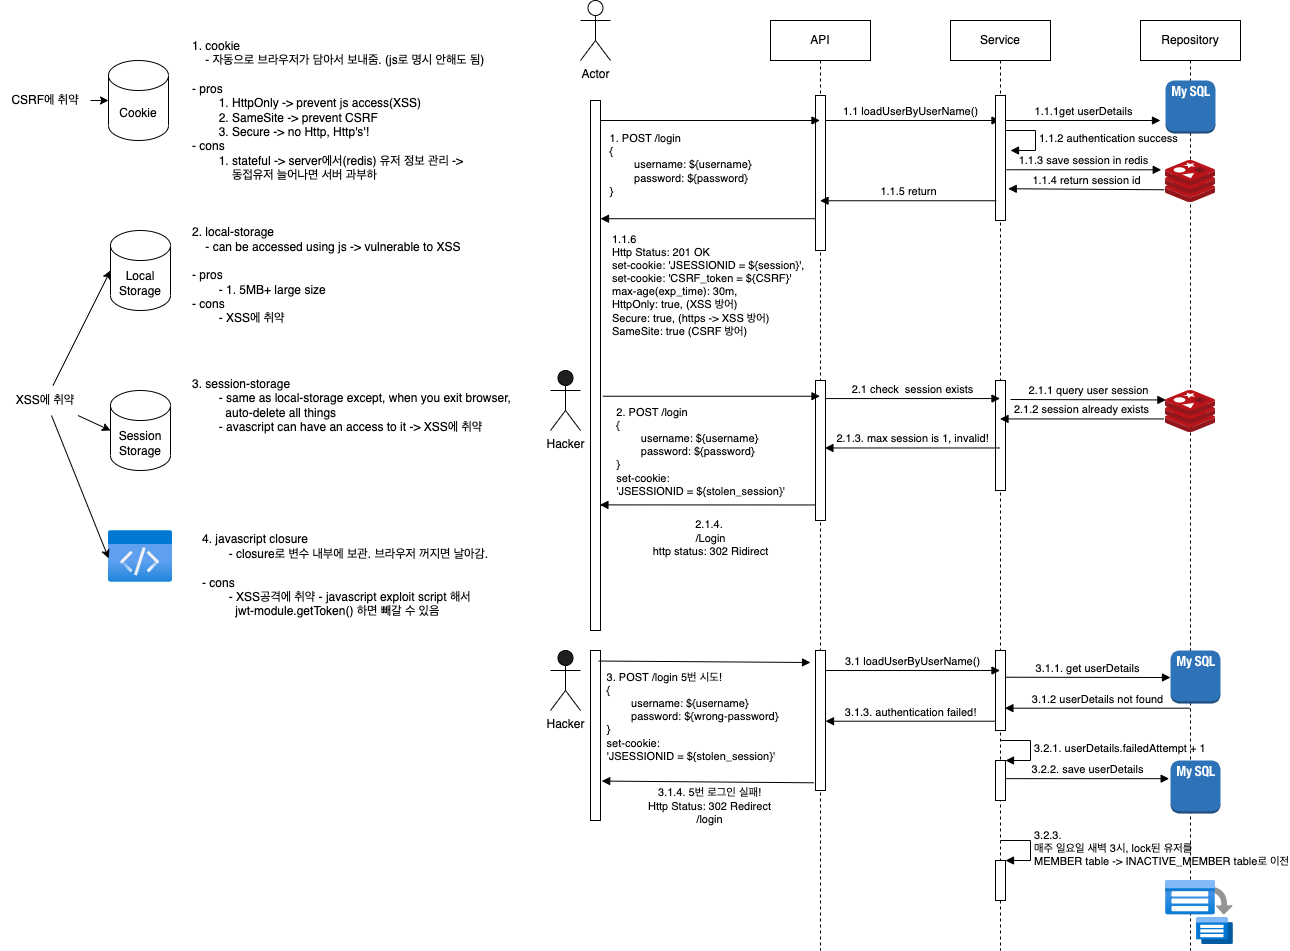 1. cookie
- 자동으로 브라우저가 담아서 보내줌. (js로 명시 안해도 됨)
- pros
1. HttpOnly -> prevent js access(XSS)
2. SameSite -> prevent CSRF
3. Secure -> no Http, Http's'!
- cons
1. stateful -> server에서(redis) 유저 정보 관리 ->
동접유저 늘어나면 서버 과부하
CSRF에 취약
Cookie
2. local-storage
- can be accessed using js -> vulnerable to XSS
- pros
- 1. 5MB+ large size
- cons
- XSS에 취약
Local
Storage
XSS에 취약
3. session-storage
- same as local-storage except, when you exit browser,
auto-delete all things
- avascript can have an access to it -> XSS에 취약
Session
Storage
4. javascript closure
- closure로 변수 내부에 보관. 브라우저 꺼지면 날아감.
- cons
- XSS공격에 취약 - javascript exploit script 해서
jwt-module.getToken() 하면 빼갈 수 있음
Actor
API
Service
Repository
My SQL
1. POST /login
{
username: ${username}
password: ${password}
}
1.1 loadUserByUserName()
1.1.1get userDetails
1.1.2 authentication success
1.1.3 save session in redis
1.1.4 return session id
1.1.5 return
1.1.6
Http Status: 201 OK
set-cookie: 'JSESSIONID = ${session}',
set-cookie: 'CSRF_token = ${CSRF}'
max-age(exp_time): 30m,
HttpOnly: true, (XSS 방어)
Secure: true, (https -> XSS 방어)
SameSite: true (CSRF 방어)
Hacker
2. POST /login
{
username: ${username}
password: ${password}
}
set-cookie:
'JSESSIONID = ${stolen_session}'
2.1 check  session exists
2.1.1 query user session
2.1.2 session already exists
2.1.3. max session is 1, invalid!
2.1.4.
/Login
http status: 302 Ridirect
Hacker
3. POST /login 5번 시도!
{
username: ${username}
password: ${wrong-password}
}
set-cookie:
'JSESSIONID = ${stolen_session}'
3.1 loadUserByUserName()
3.1.1. get userDetails
My SQL
3.1.2 userDetails not found
3.1.3. authentication failed!
3.1.4. 5번 로그인 실패!
Http Status: 302 Redirect
/login
3.2.1. userDetails.failedAttempt + 1
3.2.2. save userDetails
My SQL
3.2.3.
매주 일요일 새벽 3시, lock된 유저를
MEMBER table -> INACTIVE_MEMBER table로 이전